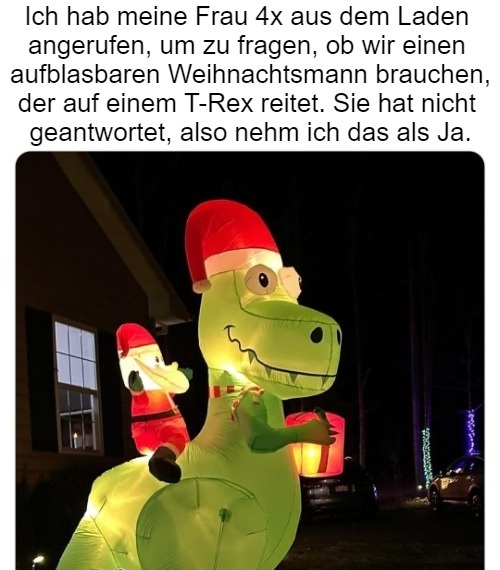 Ich hab meine Frau 4x aus dem Laden
angerufen, um zu fragen, ob wir einen
aufblasbaren Weihnachtsmann brauchen,
der auf einem T-Rex reitet. Sie hat nicht
geantwortet, also nehm ich das als Ja.